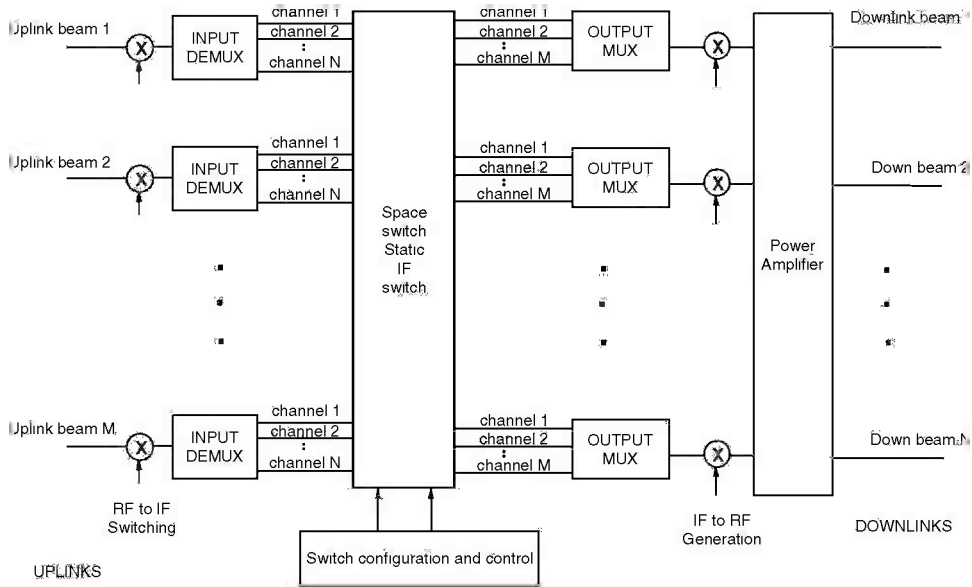 Uplink beam 1
INPUT
DEMUX
channel 1
channel 2
channel N
channel 1
channel 2
channel M
OUTPUT
MUX
Downlink beam 1
Uplink beam 2
INPUT
DEMUX
channel 1
channel 2
channel N
channel 1
channel 2
channel M
OUTPUT
MUX
Down beam 2
Space
switch
Static
IF
switch
Power
Amplifier
Uplink beam M
INPUT
DEMUX
channel 1
channel 2
channel N
channel 1
channel 2
channel M
OUTPUT
MUX
Down beam N
RF to IF
Switching
IF to RF
Generation
DOWNLINKS
Switch configuration and control
UPLINKS